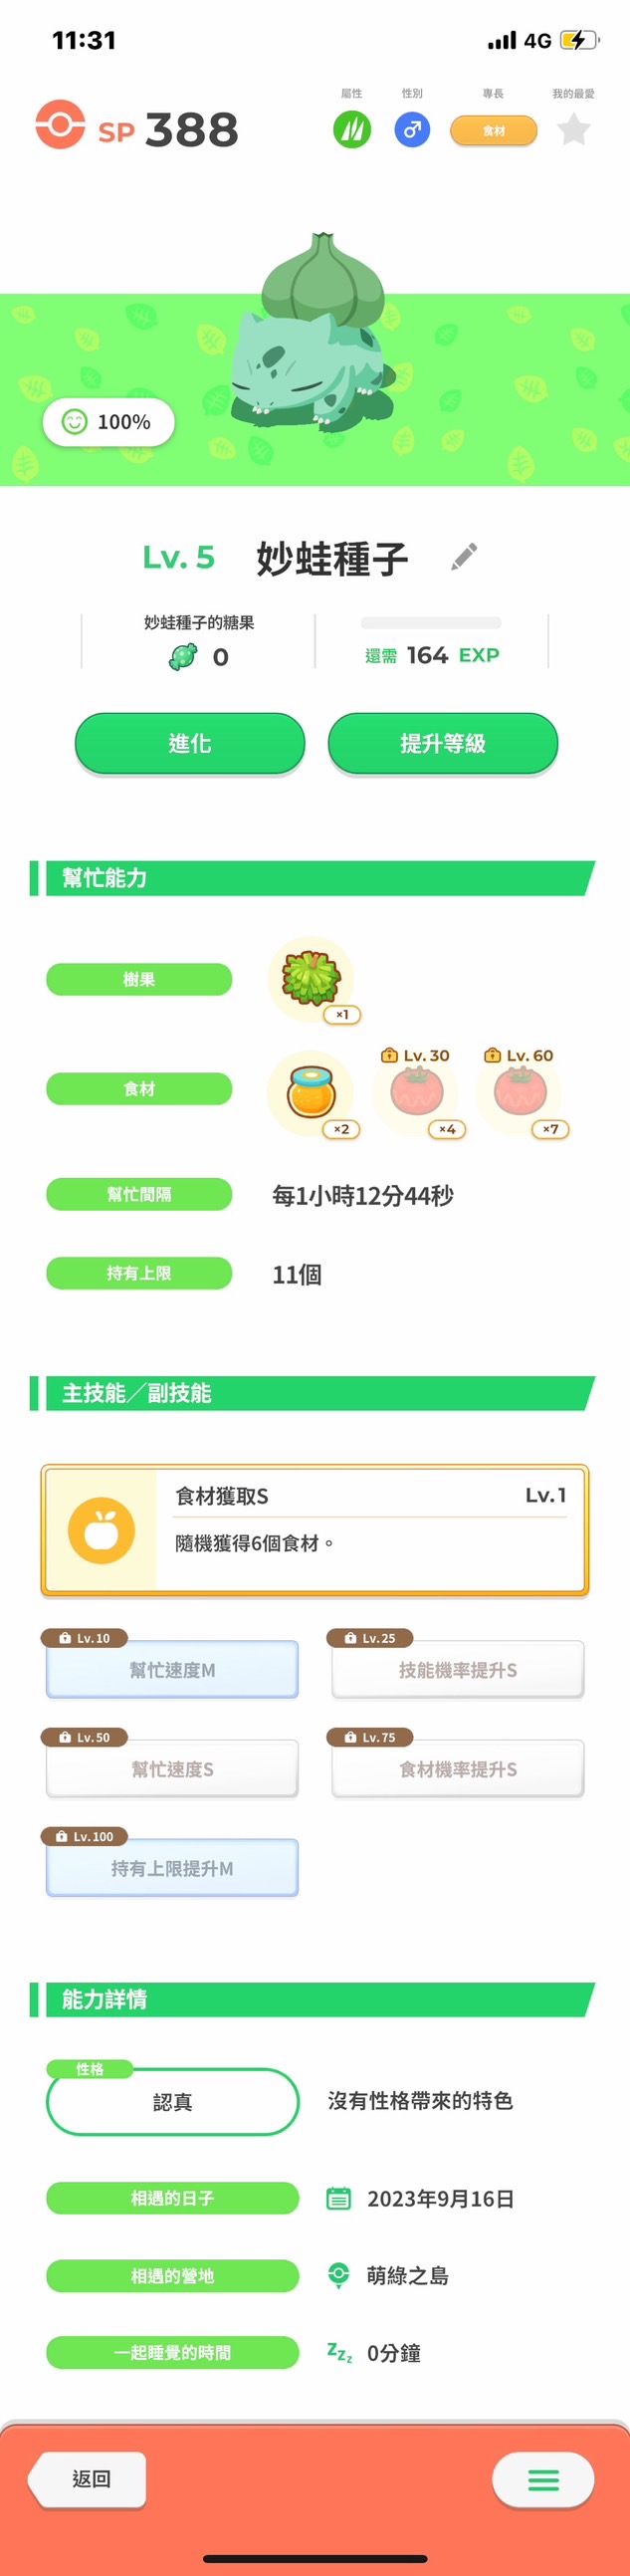 11:31
4G
屬性 性別 專長 我的最愛
SP 388
食材
100%
Lv. 5 妙蛙種子
妙蛙種子的糖果
0
還需 164 EXP
進化 提升等級
幫忙能力
樹果
×1
Lv. 30 Lv. 60
食材
×2 ×4 ×7
幫忙間隔 每1小時12分44秒
持有上限 11個
主技能／副技能
食材獲取S Lv.1
隨機獲得6個食材。
Lv.10 Lv.25
幫忙速度M 技能機率提升S
Lv.50 Lv.75
幫忙速度S 食材機率提升S
Lv.100
持有上限提升M
能力詳情
性格
認真 沒有性格帶來的特色
相遇的日子 2023年9月16日
相遇的營地 萌綠之島
一起睡覺的時間 zzz 0分鐘
返回